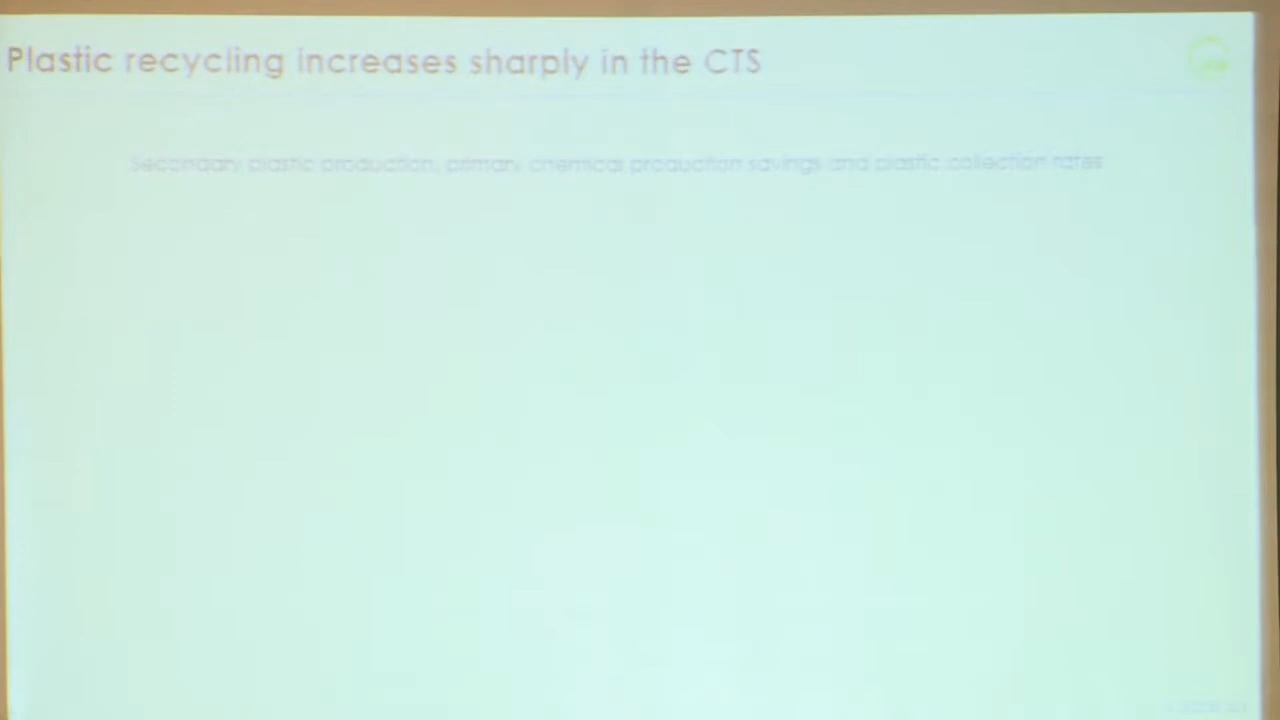 Plastic recycling increases sharply in the CTS
Secondary plastic production, primary chemical production savings and plastic collection rates